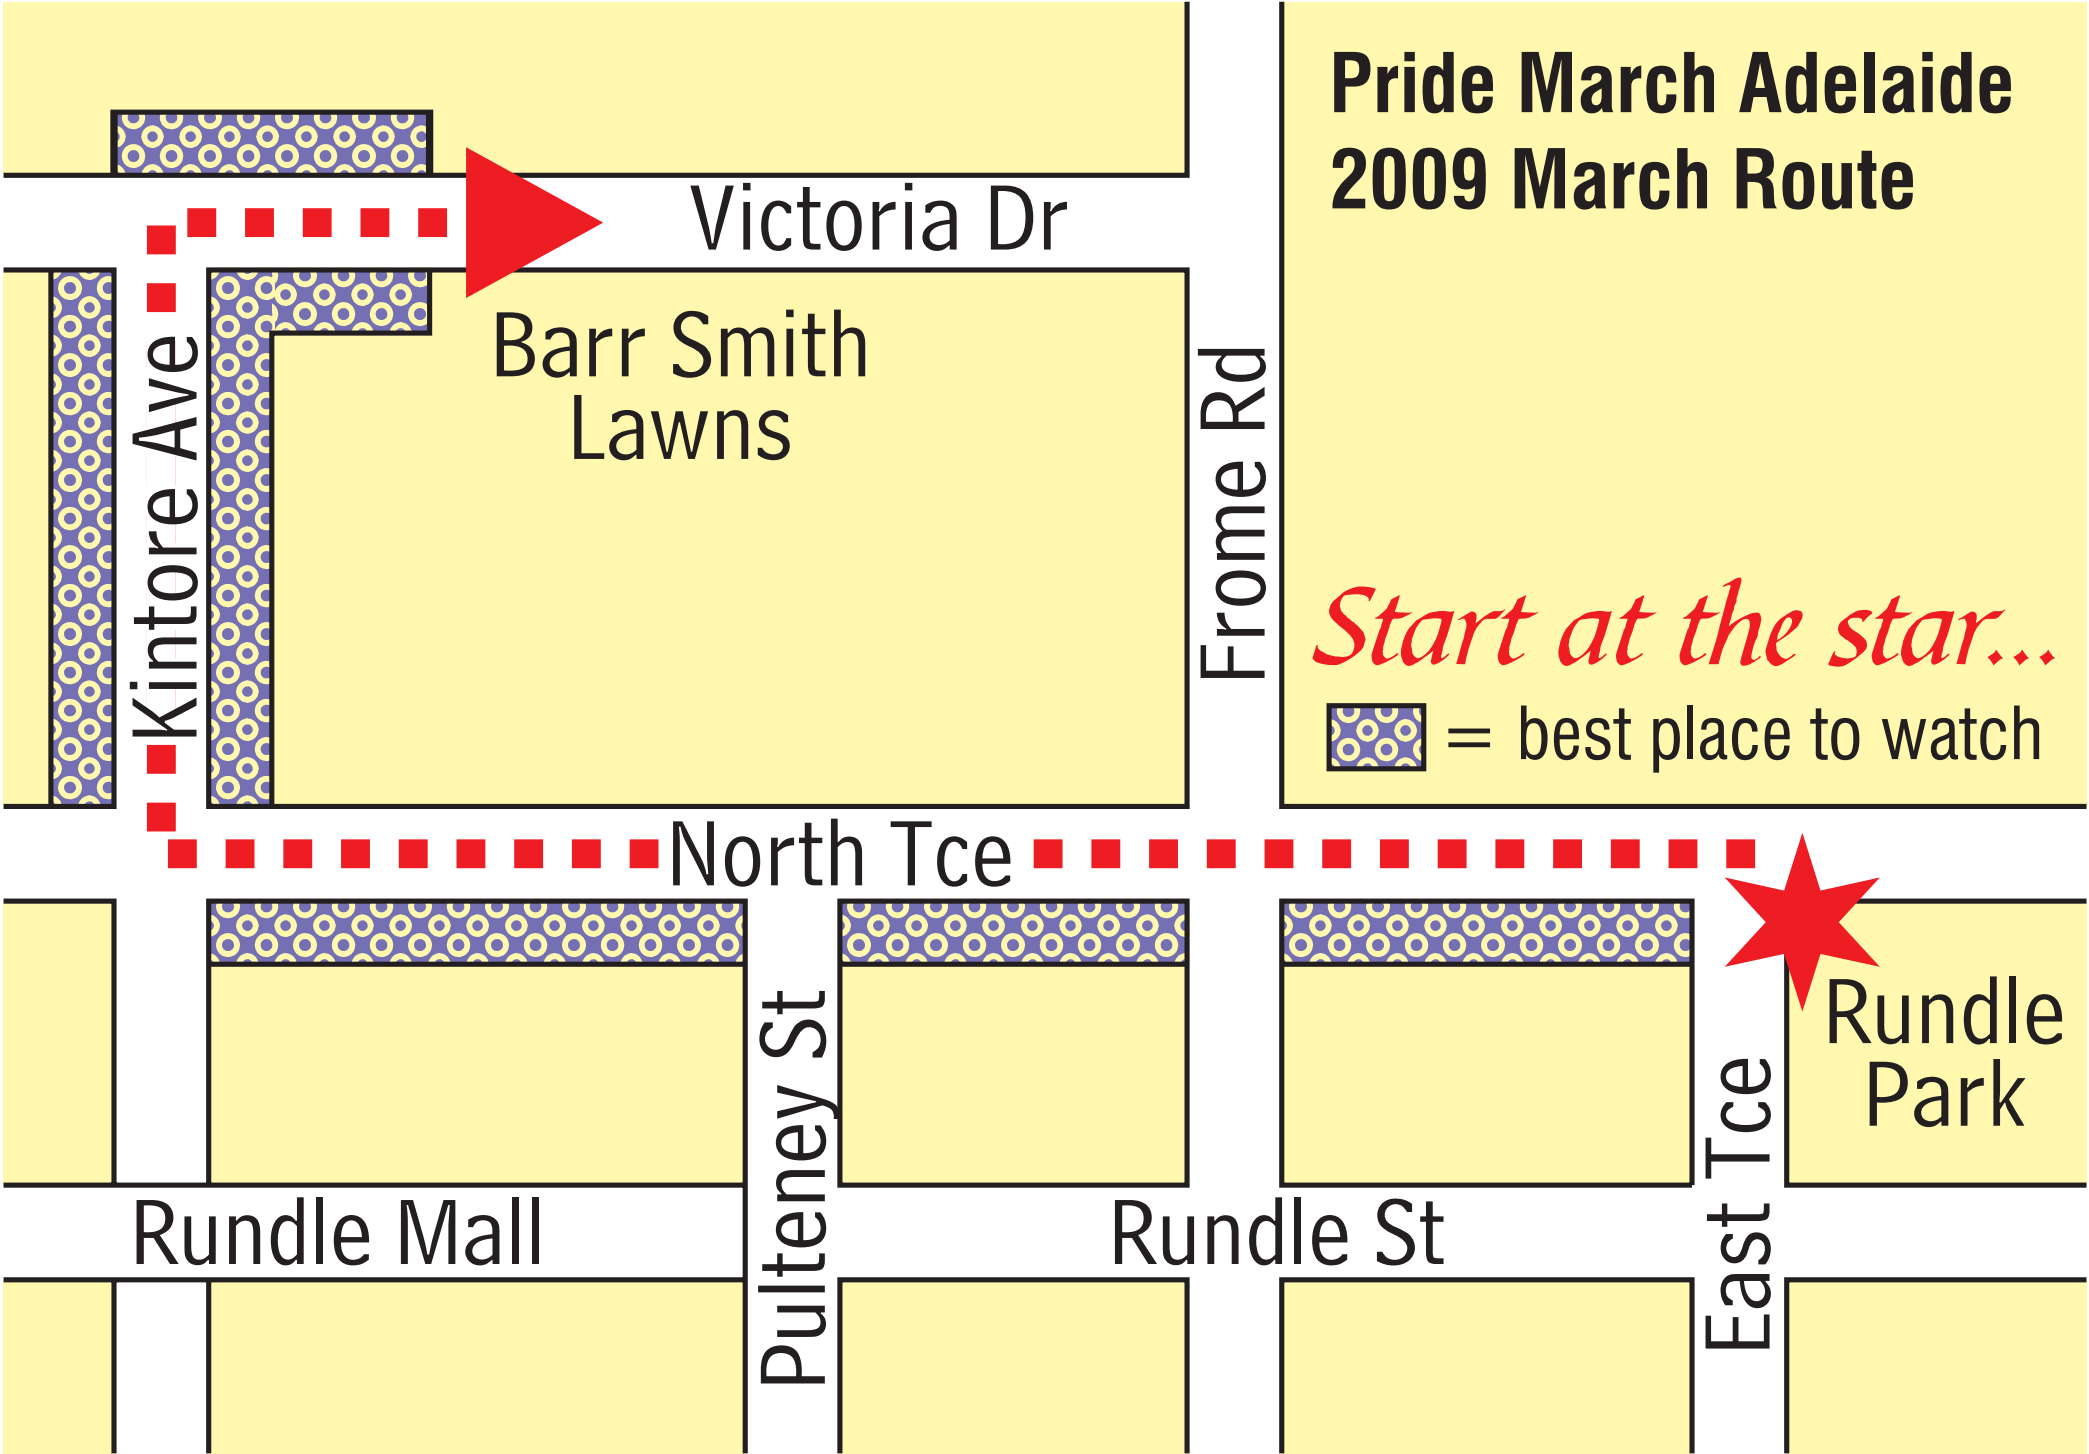 Pride March Adelaide
2009 March Route
Victoria Dr
Barr Smith
Lawns
Kintore Ave
Frome Rd
Start at the star...
= best place to watch
North Tce
Rundle
Park
Pulteney St
East Tce
Rundle Mall
Rundle St